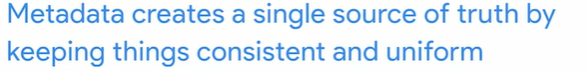 Metadata creates a single source of truth by
keeping things consistent and uniform